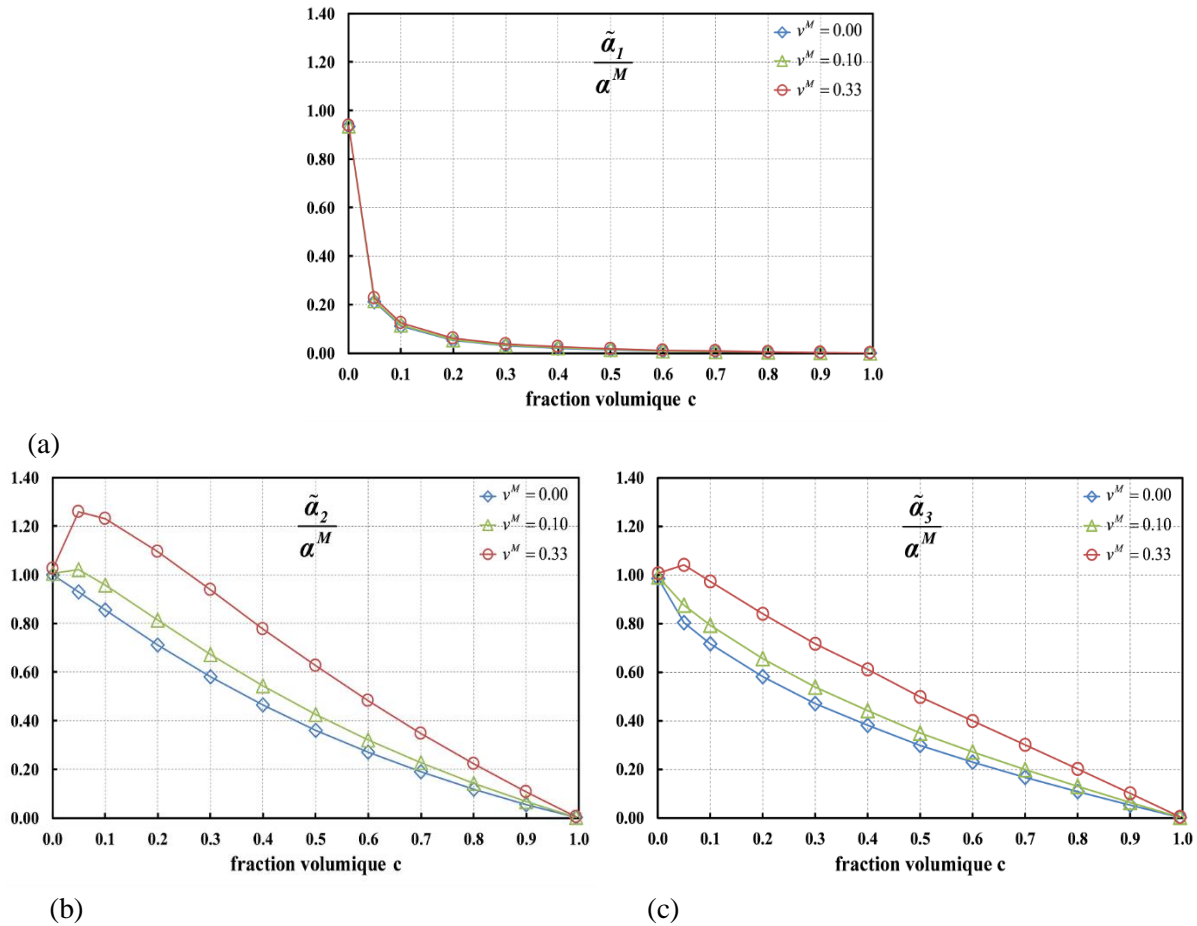 1.40
1.20
1.00
0.80
0.60
0.40
0.20
0.00
α̃₁ / α^M
ν^M = 0.00
ν^M = 0.10
ν^M = 0.33
0.0 0.1 0.2 0.3 0.4 0.5 0.6 0.7 0.8 0.9 1.0
fraction volumique c
(a)
1.40
1.20
1.00
0.80
0.60
0.40
0.20
0.00
α̃₂ / α^M
ν^M = 0.00
ν^M = 0.10
ν^M = 0.33
0.0 0.1 0.2 0.3 0.4 0.5 0.6 0.7 0.8 0.9 1.0
fraction volumique c
(b)
1.40
1.20
1.00
0.80
0.60
0.40
0.20
0.00
α̃₃ / α^M
ν^M = 0.00
ν^M = 0.10
ν^M = 0.33
0.0 0.1 0.2 0.3 0.4 0.5 0.6 0.7 0.8 0.9 1.0
fraction volumique c
(c)